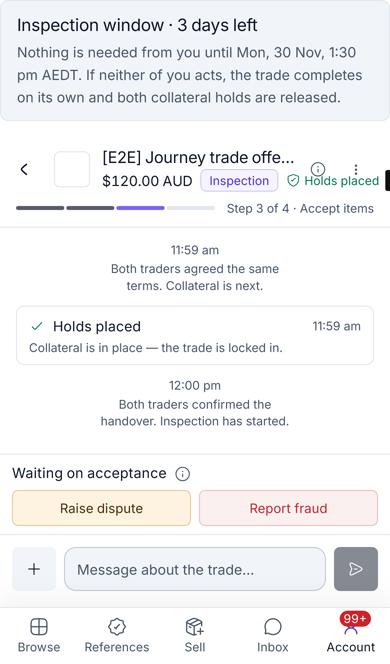 Inspection window · 3 days left
Nothing is needed from you until Mon, 30 Nov, 1:30
pm AEDT. If neither of you acts, the trade completes
on its own and both collateral holds are released.
[E2E] Journey trade offe...
$120.00 AUD Inspection Holds placed
Step 3 of 4 · Accept items
11:59 am
Both traders agreed the same
terms. Collateral is next.
Holds placed 11:59 am
Collateral is in place — the trade is locked in.
12:00 pm
Both traders confirmed the
handover. Inspection has started.
Waiting on acceptance
Raise dispute Report fraud
Message about the trade...
99+
Browse References Sell Inbox Account